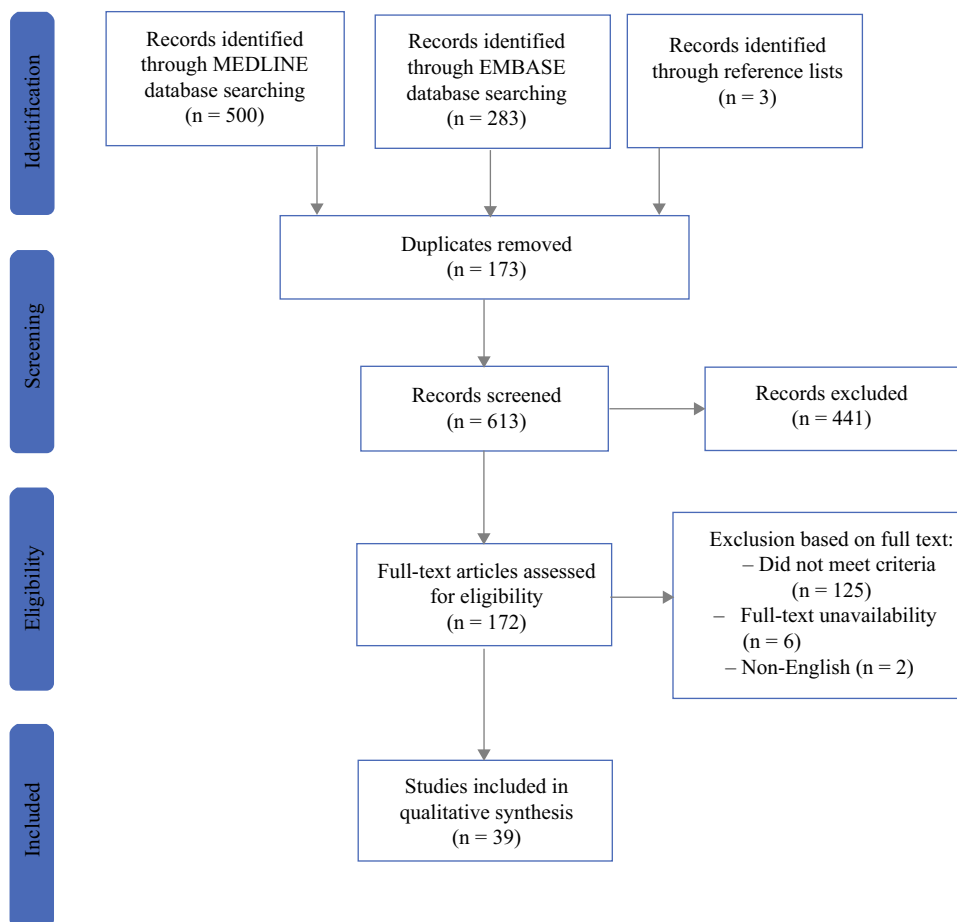 Identification
Records identified
through MEDLINE
database searching
(n = 500)
Records identified
through EMBASE
database searching
(n = 283)
Records identified
through reference lists
(n = 3)
Duplicates removed
(n = 173)
Screening
Records screened
(n = 613)
Records excluded
(n = 441)
Eligibility
Full-text articles assessed
for eligibility
(n = 172)
Exclusion based on full text:
– Did not meet criteria
(n = 125)
– Full-text unavailability
(n = 6)
– Non-English (n = 2)
Included
Studies included in
qualitative synthesis
(n = 39)